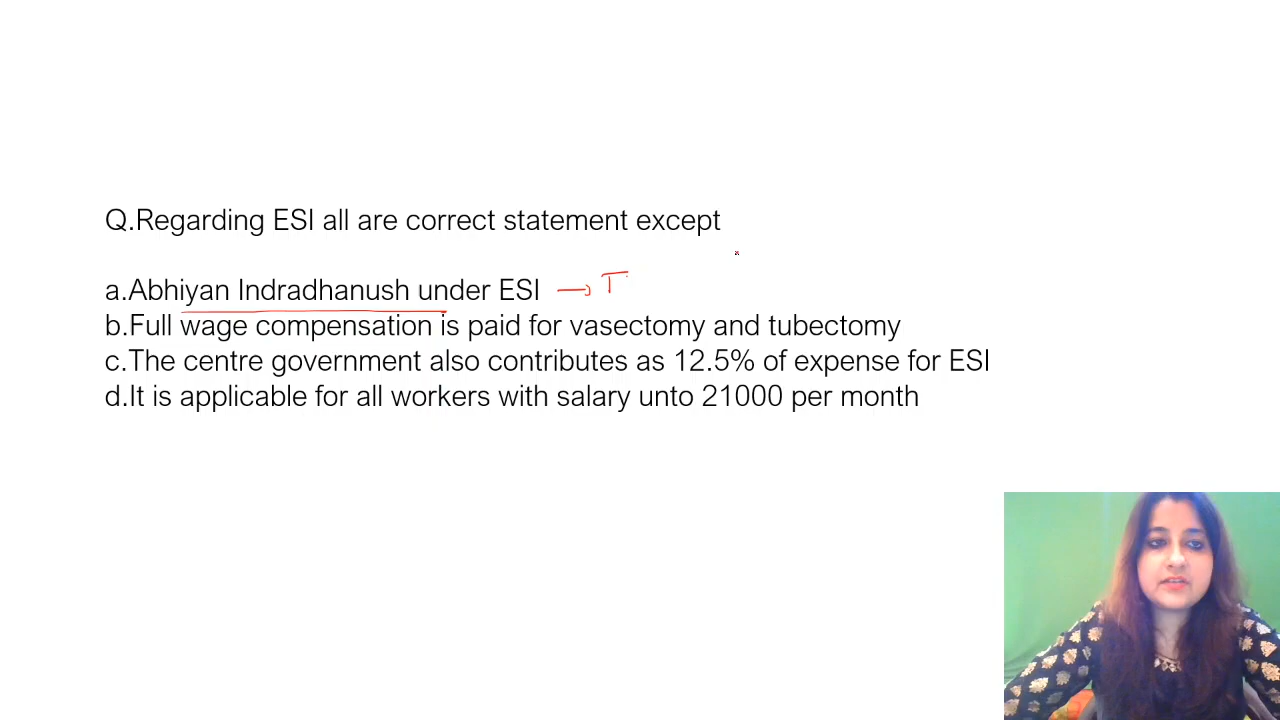 Q.Regarding ESI all are correct statement except
a.Abhiyan Indradhanush under ESI → T
b.Full wage compensation is paid for vasectomy and tubectomy
c.The centre government also contributes as 12.5% of expense for ESI
d.It is applicable for all workers with salary unto 21000 per month